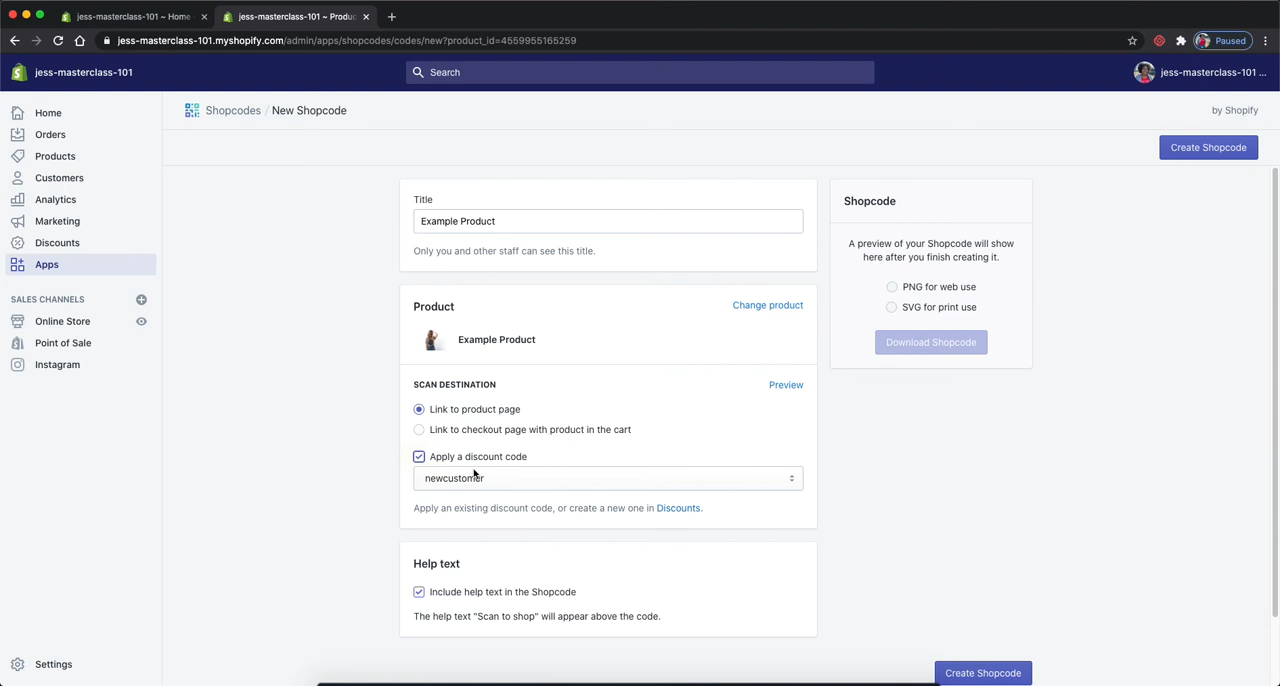 jess-masterclass-101 ~ Home
jess-masterclass-101 ~ Produc
jess-masterclass-101.myshopify.com/admin/apps/shopcodes/codes/new?product_id=4559955165259
Paused
jess-masterclass-101
Search
jess-masterclass-101 ...
Home
Orders
Products
Customers
Analytics
Marketing
Discounts
Apps
SALES CHANNELS
Online Store
Point of Sale
Instagram
Settings
Shopcodes / New Shopcode
by Shopify
Create Shopcode
Title
Example Product
Only you and other staff can see this title.
Product
Change product
Example Product
SCAN DESTINATION
Preview
Link to product page
Link to checkout page with product in the cart
Apply a discount code
newcustomer
Apply an existing discount code, or create a new one in Discounts.
Help text
Include help text in the Shopcode
The help text "Scan to shop" will appear above the code.
Shopcode
A preview of your Shopcode will show
here after you finish creating it.
PNG for web use
SVG for print use
Download Shopcode
Create Shopcode